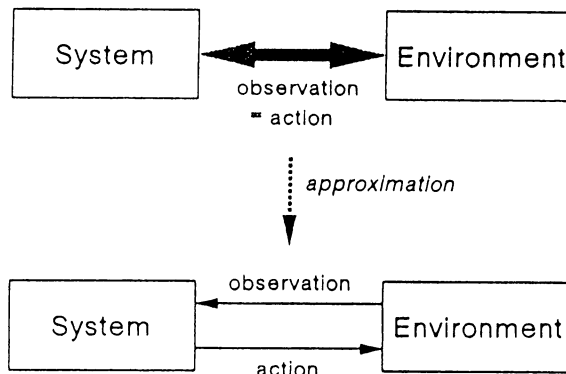 System
Environment
observation
= action
approximation
observation
System
Environment
action